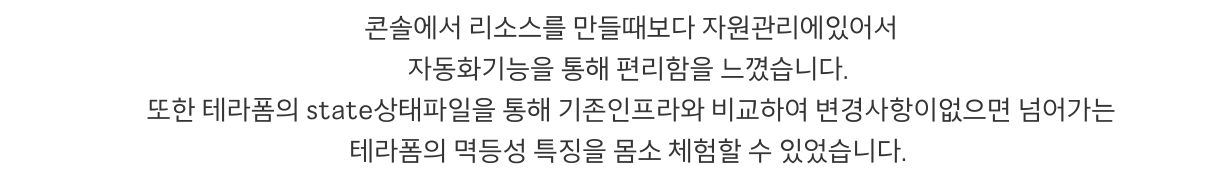 콘솔에서 리소스를 만들때보다 자원관리에있어서
자동화기능을 통해 편리함을 느꼈습니다.
또한 테라폼의 state상태파일을 통해 기존인프라와 비교하여 변경사항이없으면 넘어가는
테라폼의 멱등성 특징을 몸소 체험할 수 있었습니다.